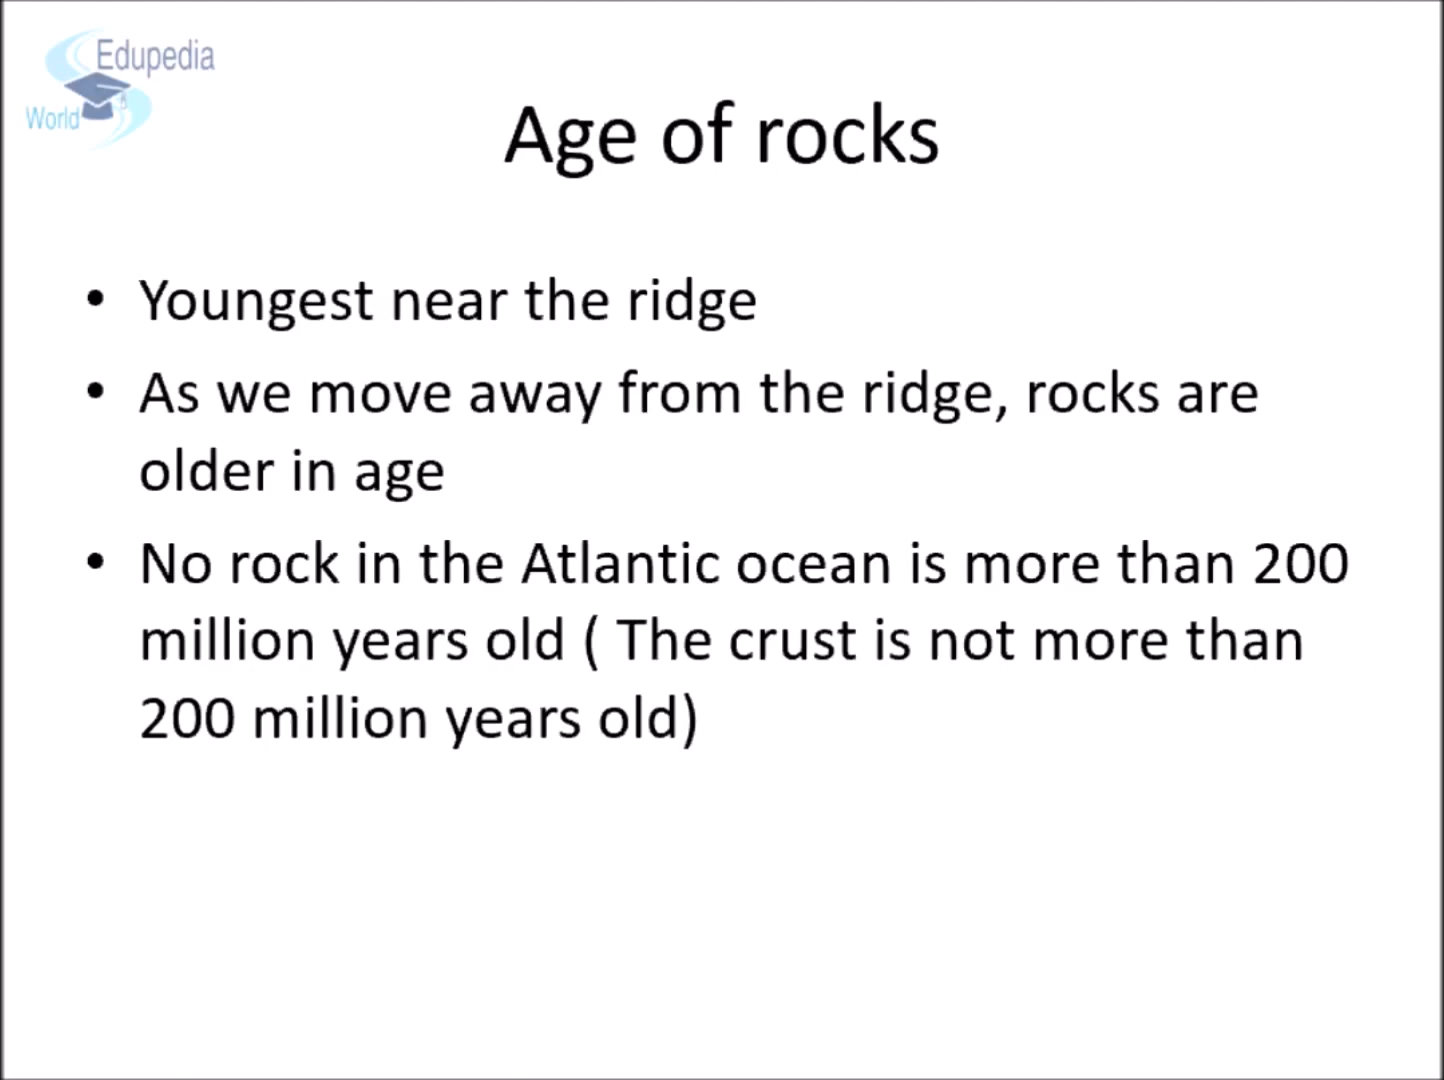 Edupedia
World
Age of rocks
• Youngest near the ridge
• As we move away from the ridge, rocks are
older in age
• No rock in the Atlantic ocean is more than 200
million years old ( The crust is not more than
200 million years old)